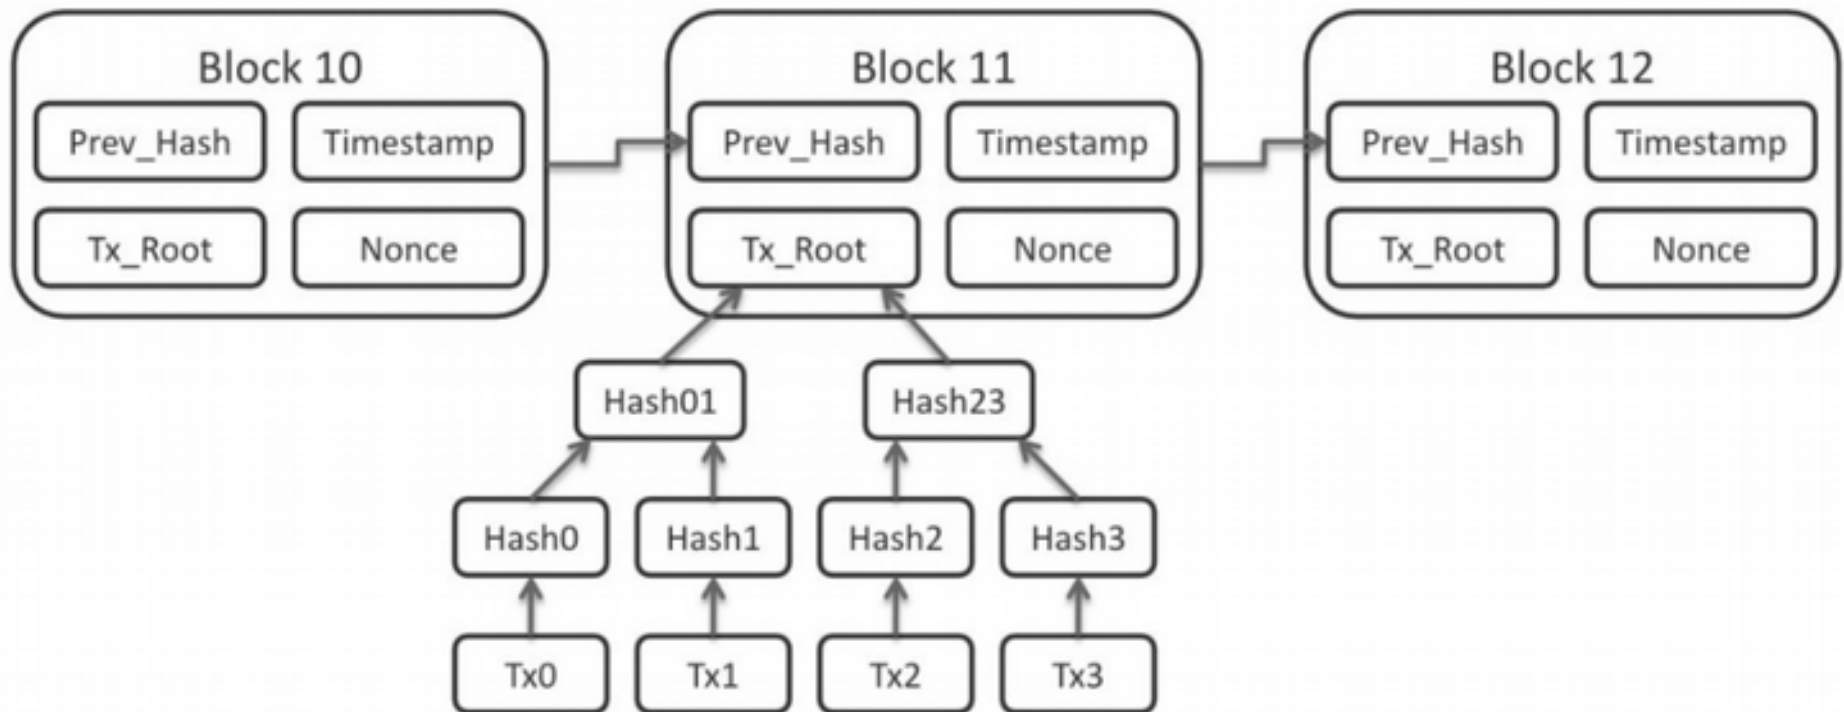 Block 10
Block 11
Block 12
Prev_Hash
Timestamp
Prev_Hash
Timestamp
Prev_Hash
Timestamp
Tx_Root
Nonce
Tx_Root
Nonce
Tx_Root
Nonce
Hash01
Hash23
Hash0
Hash1
Hash2
Hash3
Tx0
Tx1
Tx2
Tx3